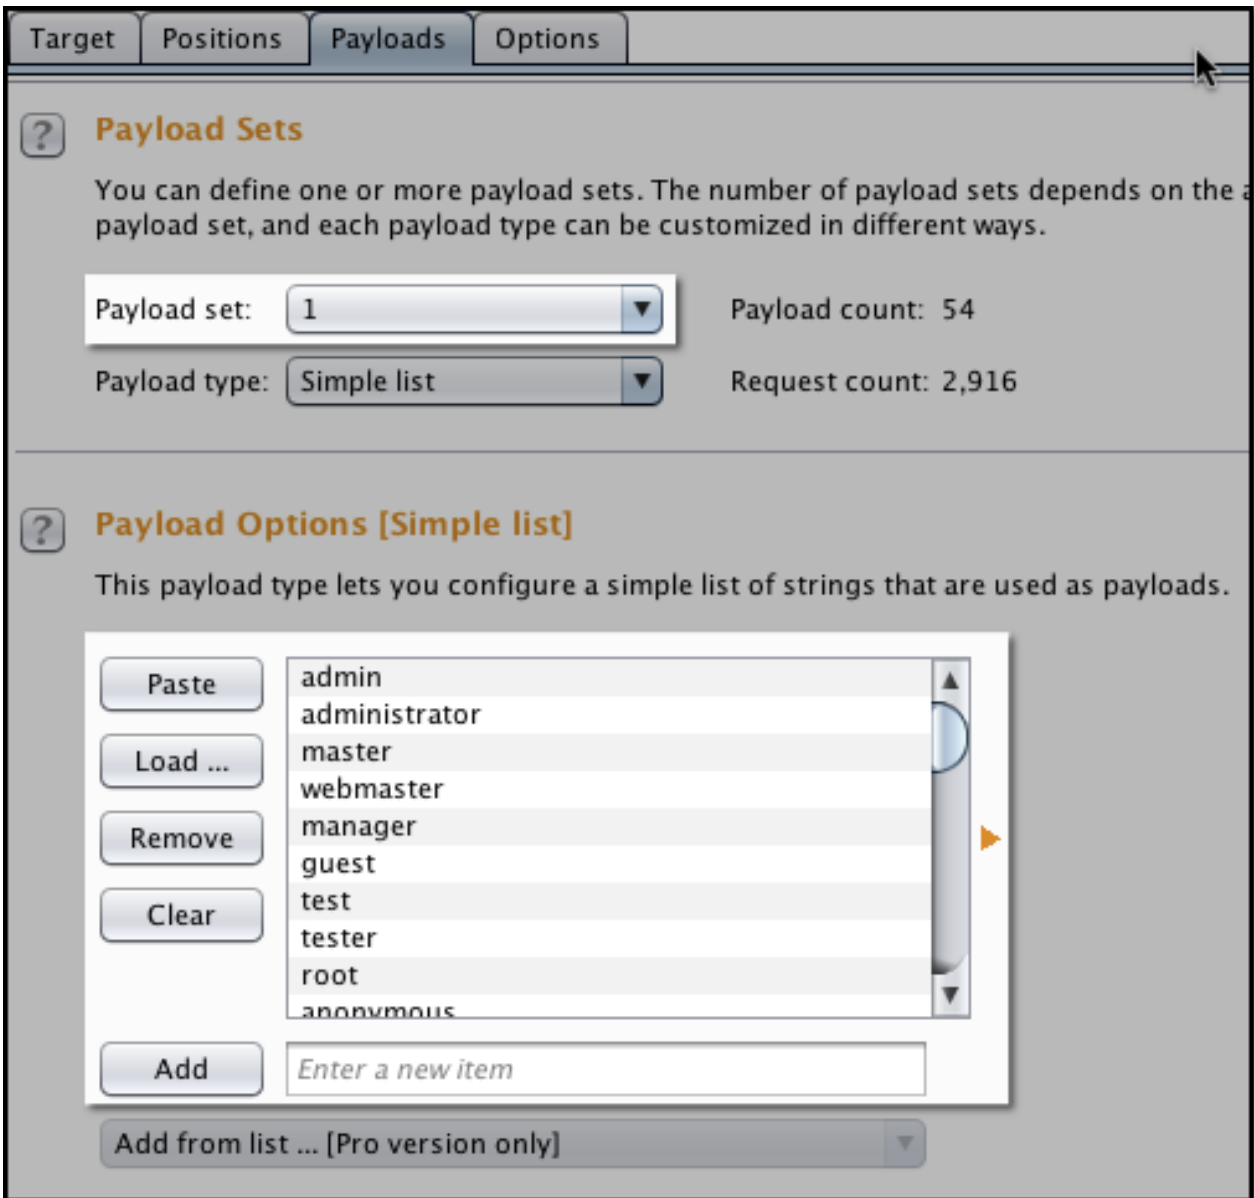 Target Positions Payloads Options
? Payload Sets
You can define one or more payload sets. The number of payload sets depends on the
payload set, and each payload type can be customized in different ways.
Payload set: 1 Payload count: 54
Payload type: Simple list Request count: 2,916
? Payload Options [Simple list]
This payload type lets you configure a simple list of strings that are used as payloads.
Paste
Load ...
Remove
Clear
admin
administrator
master
webmaster
manager
guest
test
tester
root
anonymous
Add Enter a new item
Add from list ... [Pro version only]